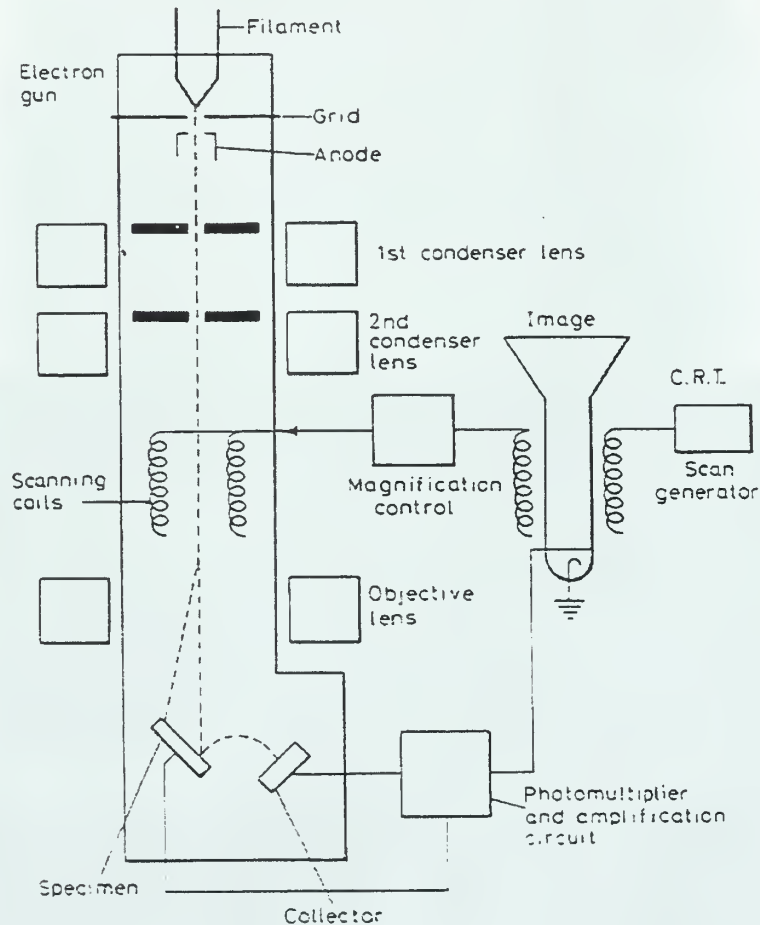 Filament
Electron
gun
Grid
Anode
1st condenser lens
2nd
condenser
lens
Image
C.R.T.
Scanning
coils
Magnification
control
Scan
generator
Objective
lens
Photomultiplier
and amplification
circuit
Specimen
Collector